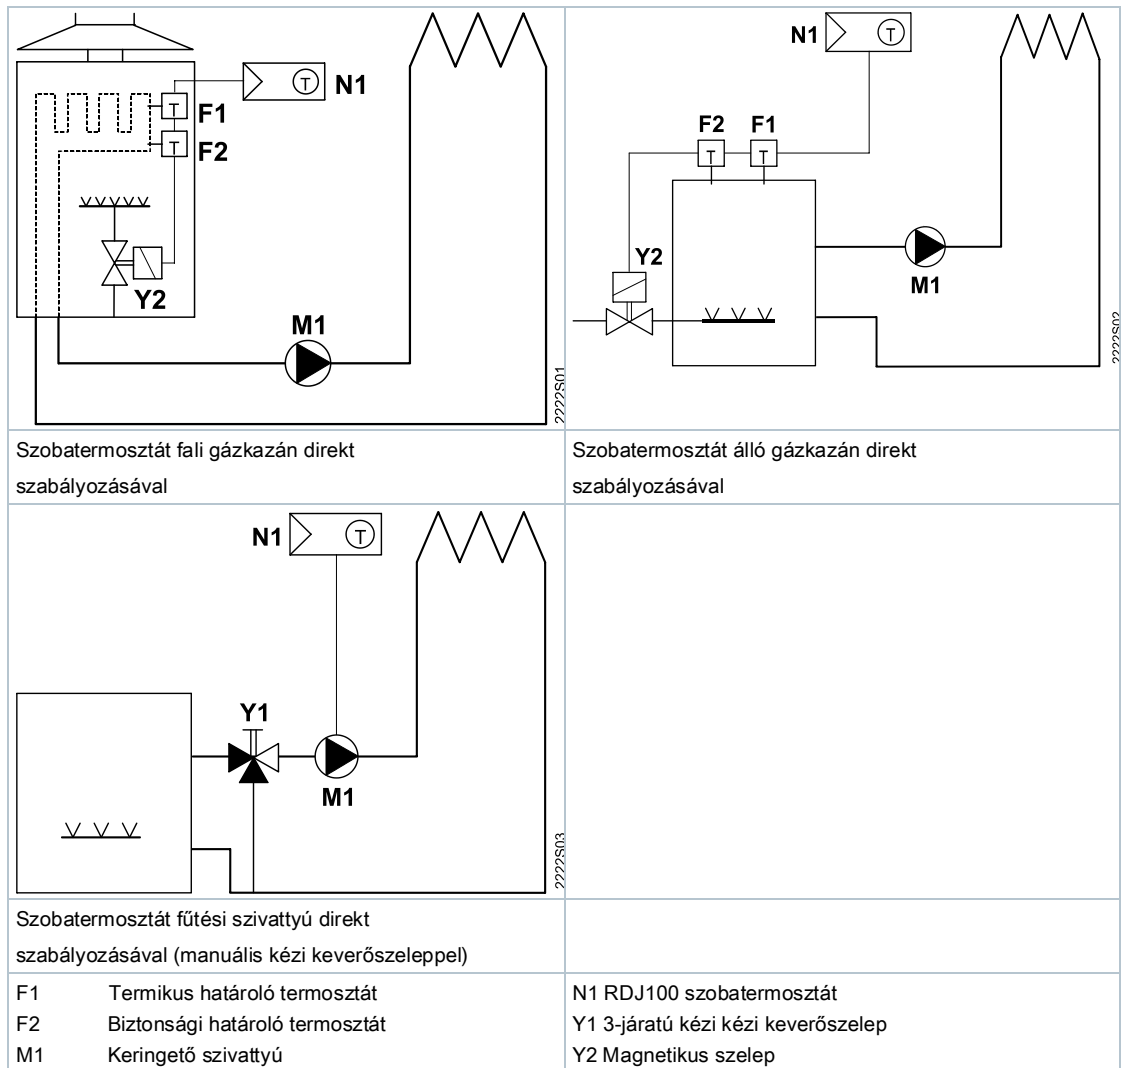 N1
F1
F2
Y2
M1
2222S01
N1
F2 F1
Y2
M1
2222S02
Szobatermosztát fali gázkazán direkt
szabályozásával
Szobatermosztát álló gázkazán direkt
szabályozásával
N1
Y1
M1
2222S03
Szobatermosztát fűtési szivattyú direkt
szabályozásával (manuális kézi keverőszeleppel)
F1 Termikus határoló termosztát
F2 Biztonsági határoló termosztát
M1 Keringető szivattyú
N1 RDJ100 szobatermosztát
Y1 3-járatú kézi kézi keverőszelep
Y2 Magnetikus szelep